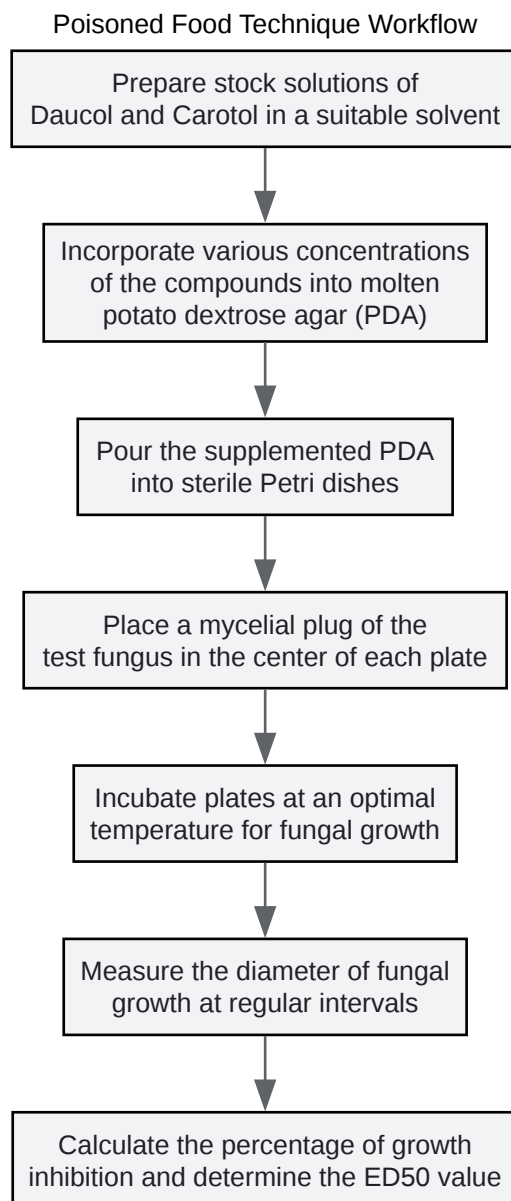 Poisoned Food Technique Workflow
Prepare stock solutions of
Daucol and Carotol in a suitable solvent
Incorporate various concentrations
of the compounds into molten
potato dextrose agar (PDA)
Pour the supplemented PDA
into sterile Petri dishes
Place a mycelial plug of the
test fungus in the center of each plate
Incubate plates at an optimal
temperature for fungal growth
Measure the diameter of fungal
growth at regular intervals
Calculate the percentage of growth
inhibition and determine the ED50 value